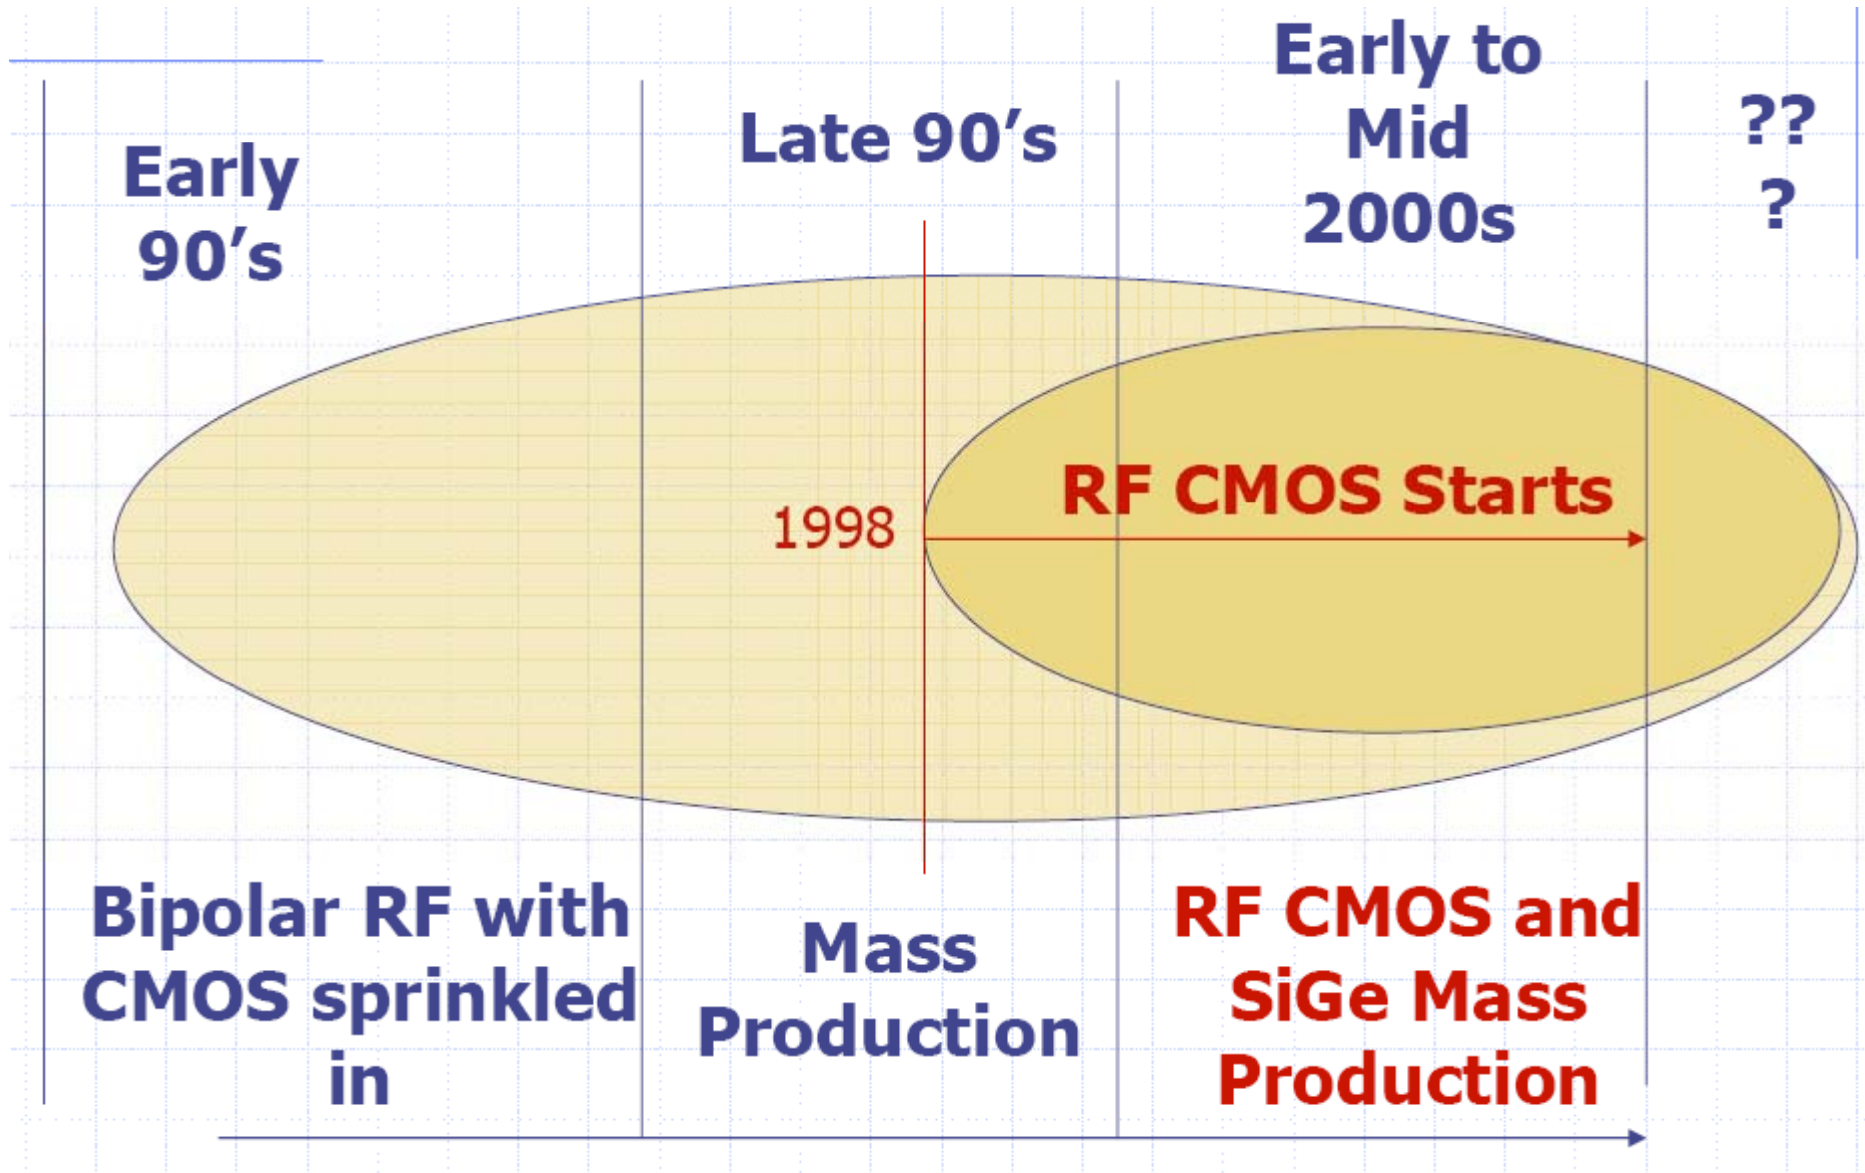 Early
90’s
Late 90’s
Early to
Mid
2000s
??
?
1998
RF CMOS Starts
Bipolar RF with
CMOS sprinkled
in
Mass
Production
RF CMOS and
SiGe Mass
Production